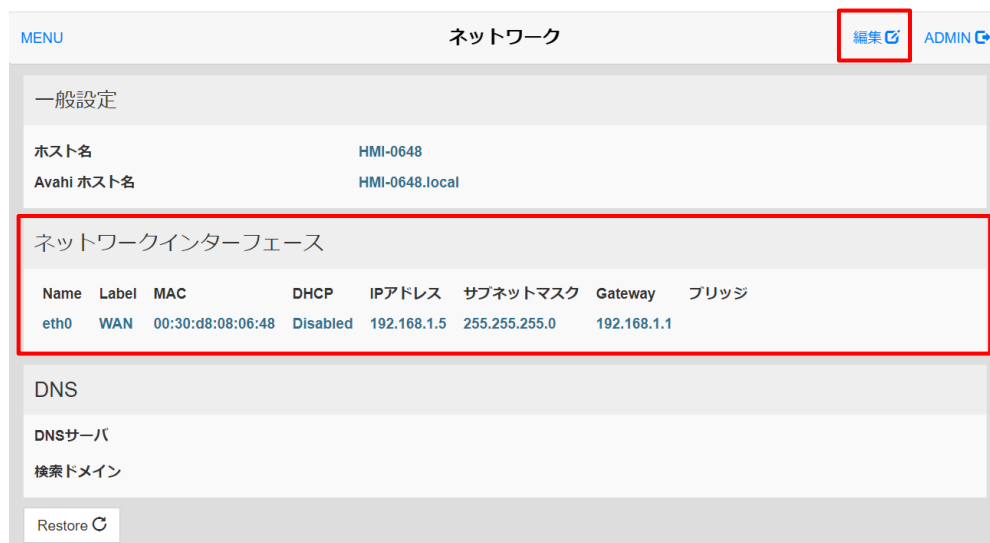 MENU ネットワーク 編集 ADMIN
一般設定
ホスト名 HMI-0648
Avahi ホスト名 HMI-0648.local
ネットワークインターフェース
Name Label MAC DHCP IPアドレス サブネットマスク Gateway ブリッジ
eth0 WAN 00:30:d8:08:06:48 Disabled 192.168.1.5 255.255.255.0 192.168.1.1
DNS
DNSサーバ
検索ドメイン
Restore